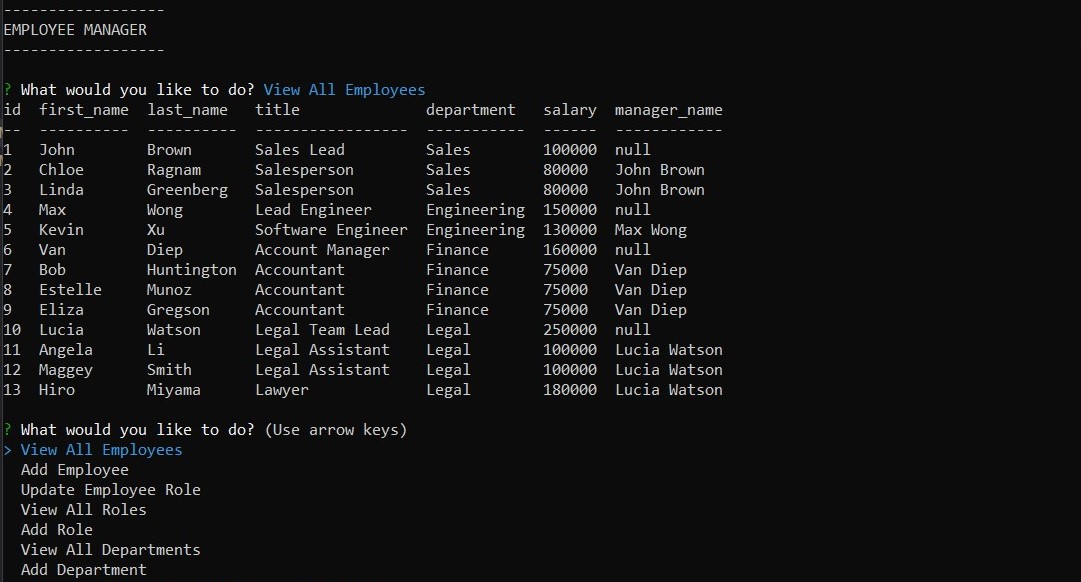 ------------------
EMPLOYEE MANAGER
------------------
? What would you like to do? View All Employees
id  first_name  last_name   title              department   salary  manager_name
--  ----------  ----------  -----------------  -----------  ------  ------------
1   John        Brown       Sales Lead         Sales        100000  null
2   Chloe       Ragnam      Salesperson        Sales        80000   John Brown
3   Linda       Greenberg   Salesperson        Sales        80000   John Brown
4   Max         Wong        Lead Engineer      Engineering  150000  null
5   Kevin       Xu          Software Engineer  Engineering  130000  Max Wong
6   Van         Diep        Account Manager    Finance      160000  null
7   Bob         Huntington  Accountant         Finance      75000   Van Diep
8   Estelle     Munoz       Accountant         Finance      75000   Van Diep
9   Eliza       Gregson     Accountant         Finance      75000   Van Diep
10  Lucia       Watson      Legal Team Lead    Legal        250000  null
11  Angela      Li          Legal Assistant    Legal        100000  Lucia Watson
12  Maggey      Smith       Legal Assistant    Legal        100000  Lucia Watson
13  Hiro        Miyama      Lawyer             Legal        180000  Lucia Watson
? What would you like to do? (Use arrow keys)
> View All Employees
  Add Employee
  Update Employee Role
  View All Roles
  Add Role
  View All Departments
  Add Department